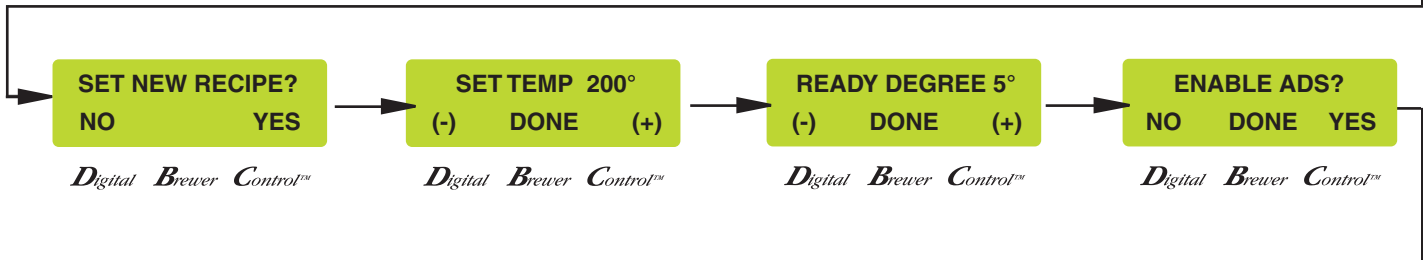 SET NEW RECIPE?
NO YES
Digital Brewer Control™
SET TEMP 200°
(-) DONE (+)
Digital Brewer Control™
READY DEGREE 5°
(-) DONE (+)
Digital Brewer Control™
ENABLE ADS?
NO DONE YES
Digital Brewer Control™